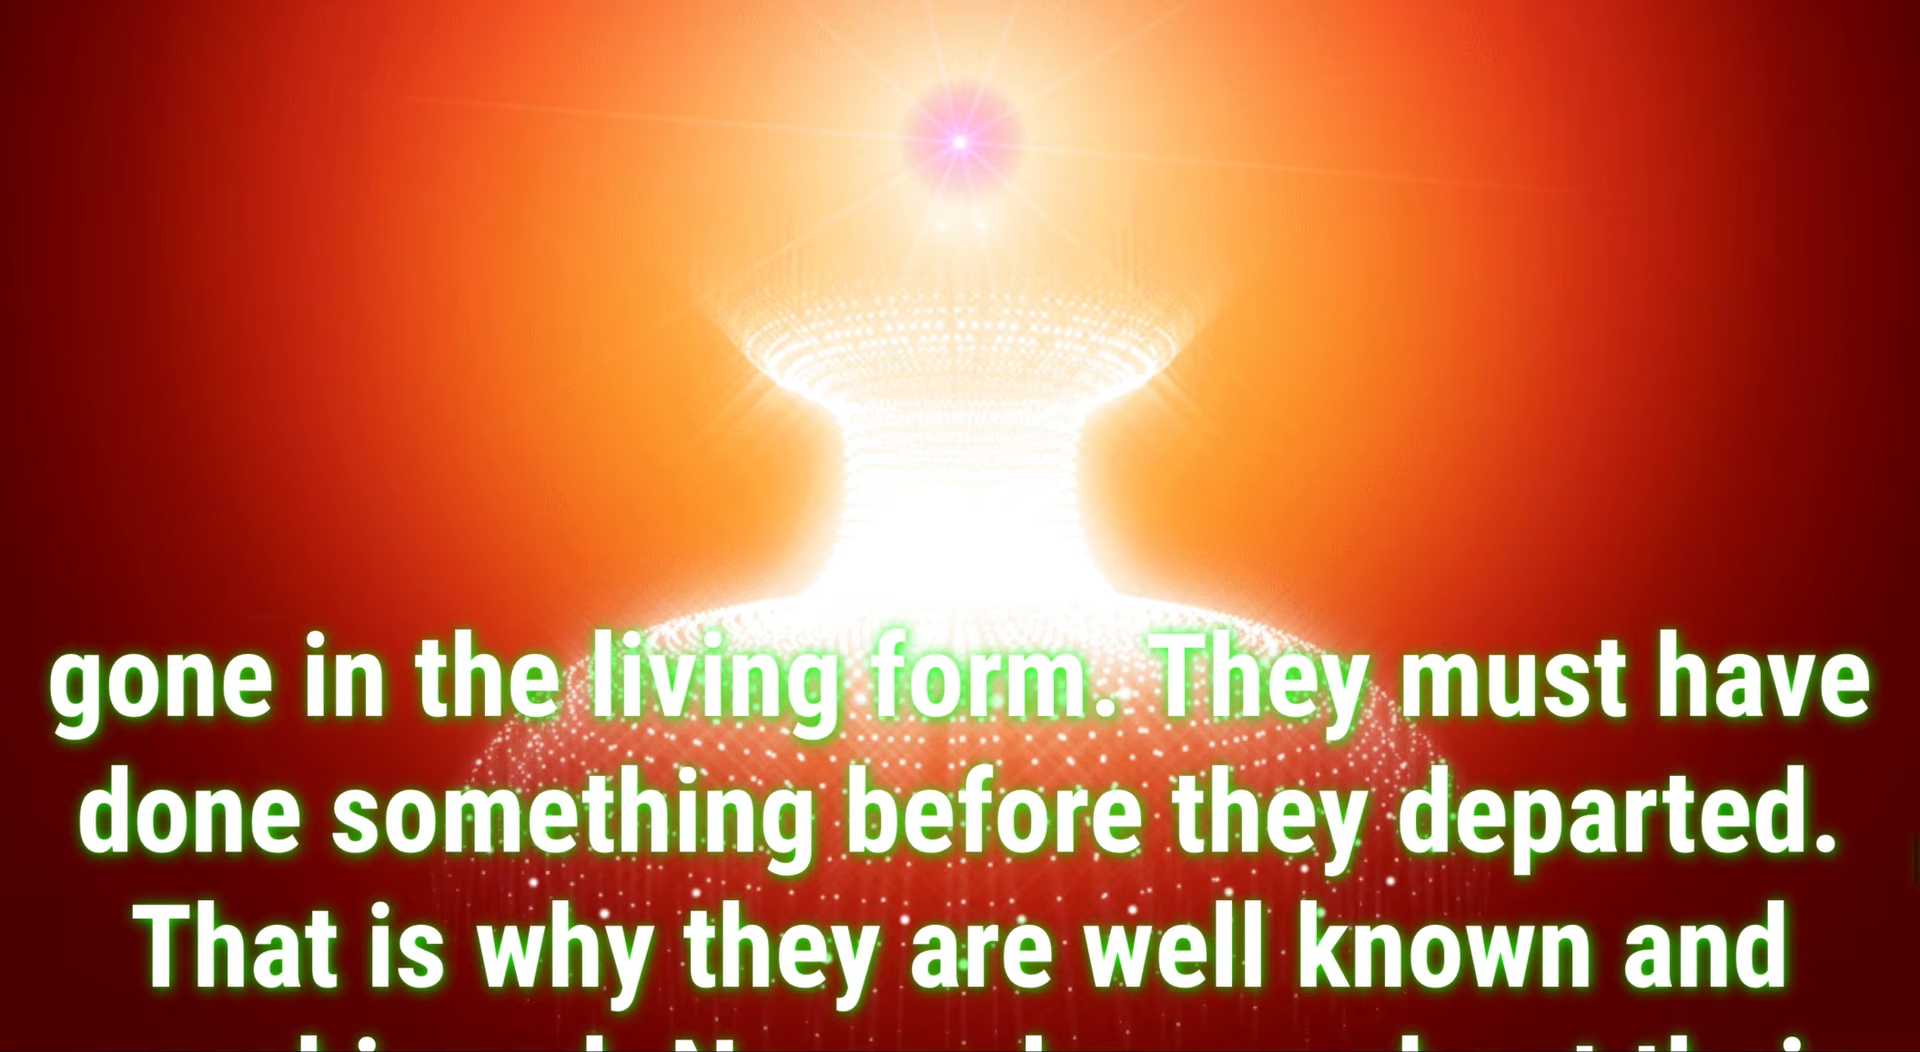 gone in the living form. They must have
done something before they departed.
That is why they are well known and